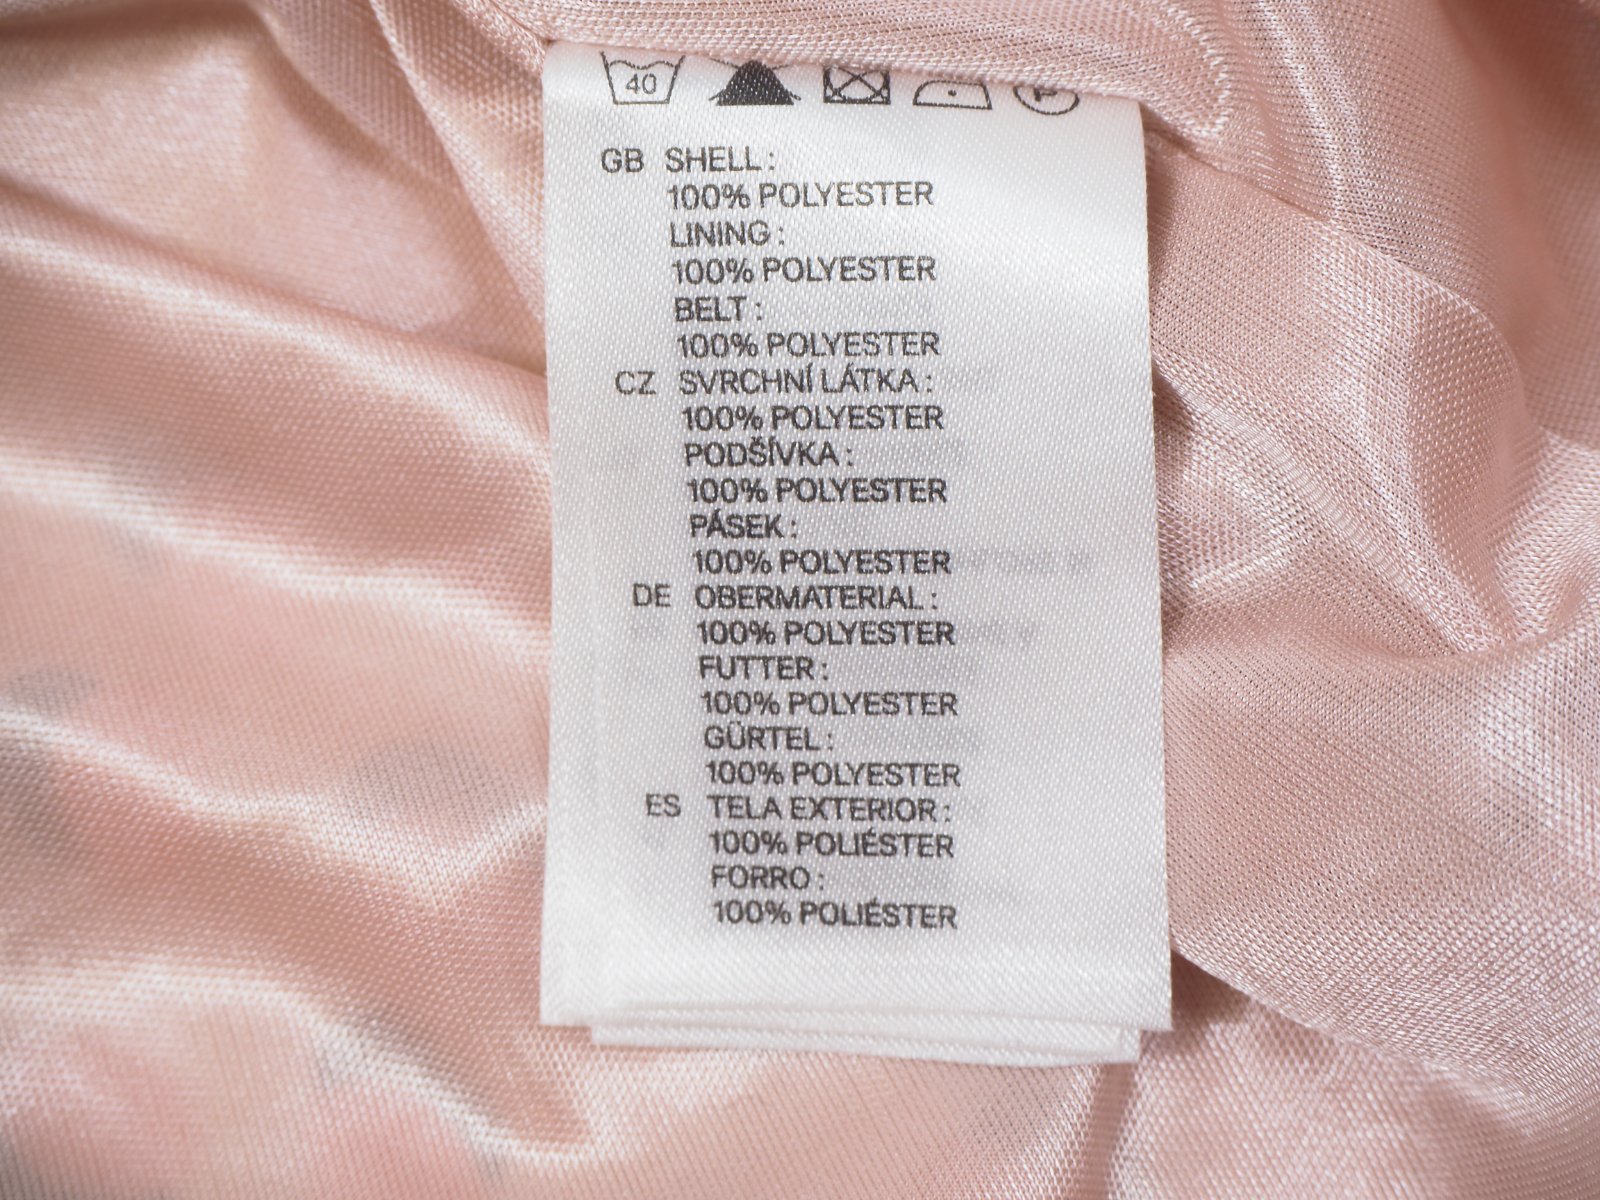 40
P
GB SHELL:
100% POLYESTER
LINING:
100% POLYESTER
BELT:
100% POLYESTER
CZ SVRCHNÍ LÁTKA:
100% POLYESTER
PODŠÍVKA:
100% POLYESTER
PÁSEK:
100% POLYESTER
DE OBERMATERIAL:
100% POLYESTER
FUTTER:
100% POLYESTER
GÜRTEL:
100% POLYESTER
ES TELA EXTERIOR:
100% POLIÉSTER
FORRO:
100% POLIÉSTER